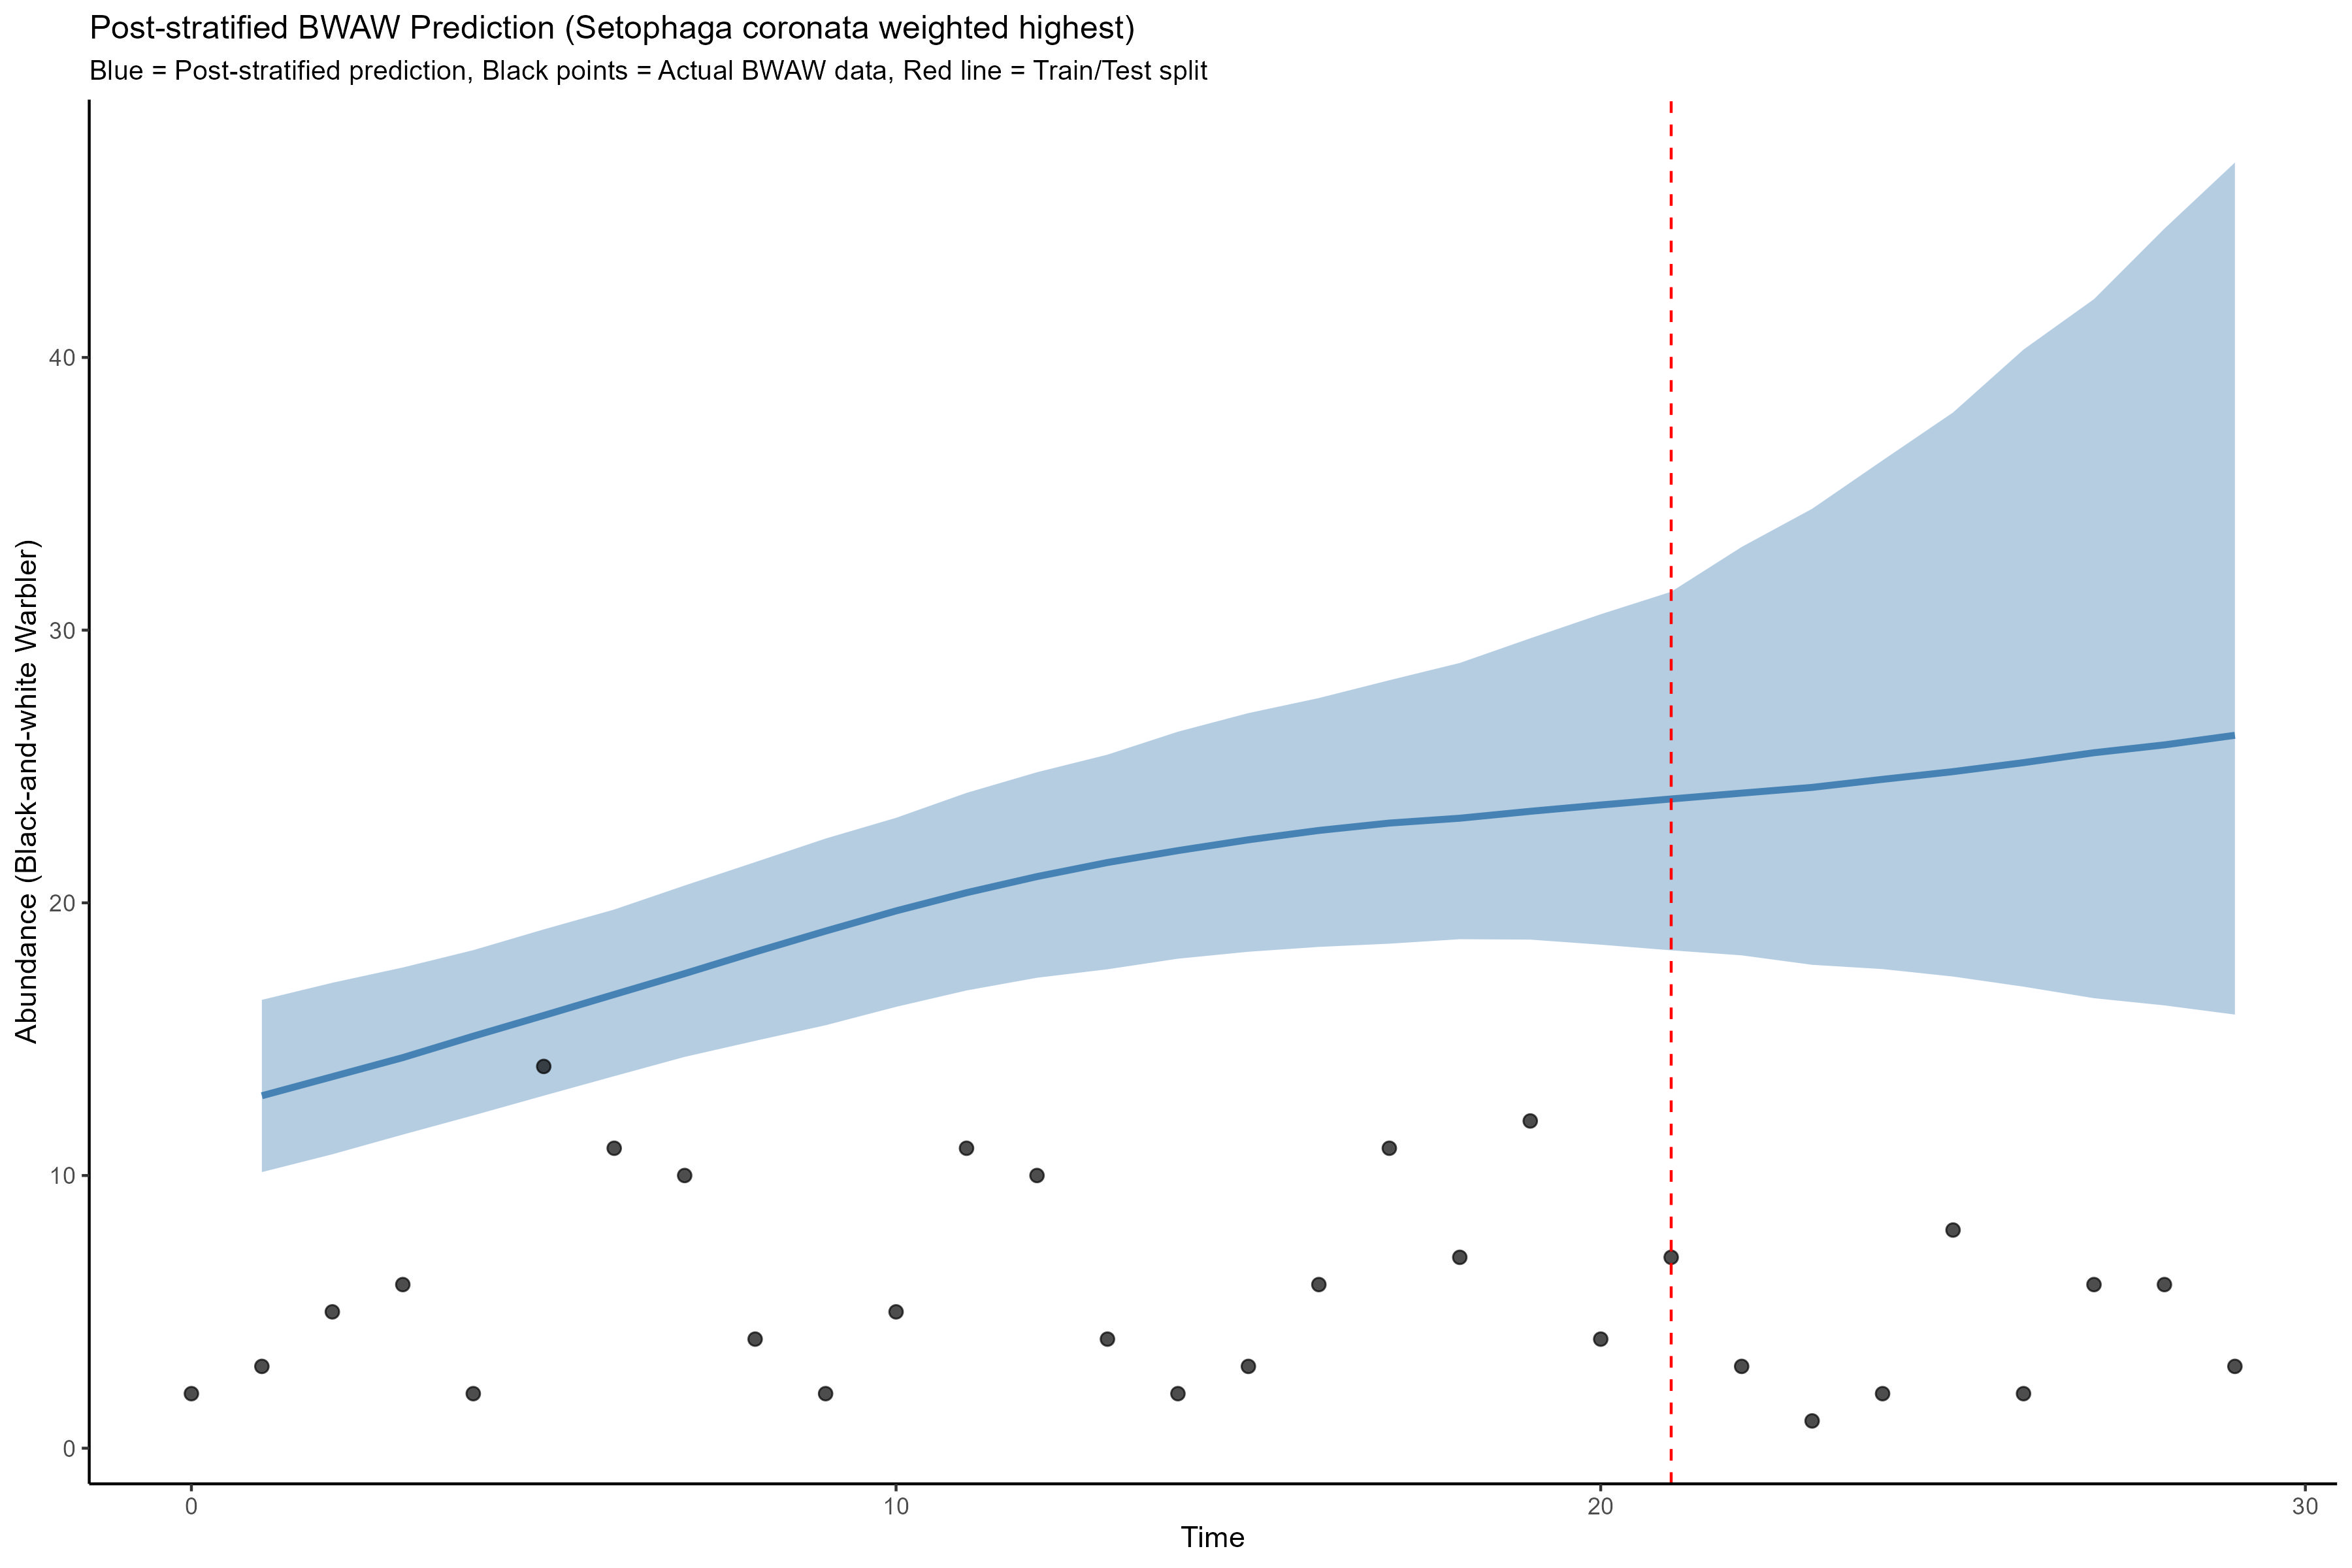 Post-stratified BWAW Prediction (Setophaga coronata weighted highest)
Blue = Post-stratified prediction, Black points = Actual BWAW data, Red line = Train/Test split
Abundance (Black-and-white Warbler)
40
30
20
10
0
0
10
20
30
Time